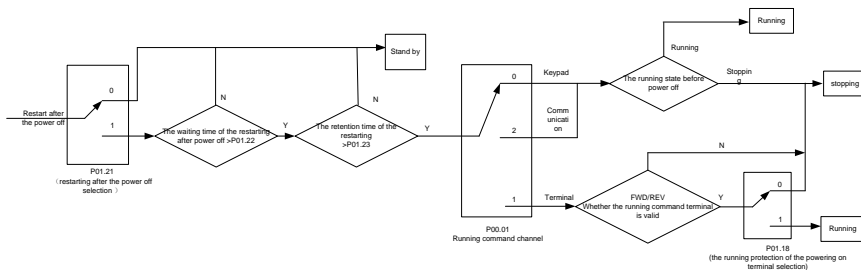 Running
Running
Stand by
0
N
N
Restart after
the power off
1
The waiting time of the restarting
after power off >P01.22
Y
The retention time of the
restarting
>P01.23
Y
P01.21
（restarting after the power off
selection ）
0
Keypad
Comm
unicati
on
2
1
Terminal
P00.01
Running command channel
The running state before
power off
Stoppin
g
stopping
N
FWD/REV
Whether the running command terminal
is valid
Y
0
1
Running
P01.18
(the running protection of the powering on
terminal selection)